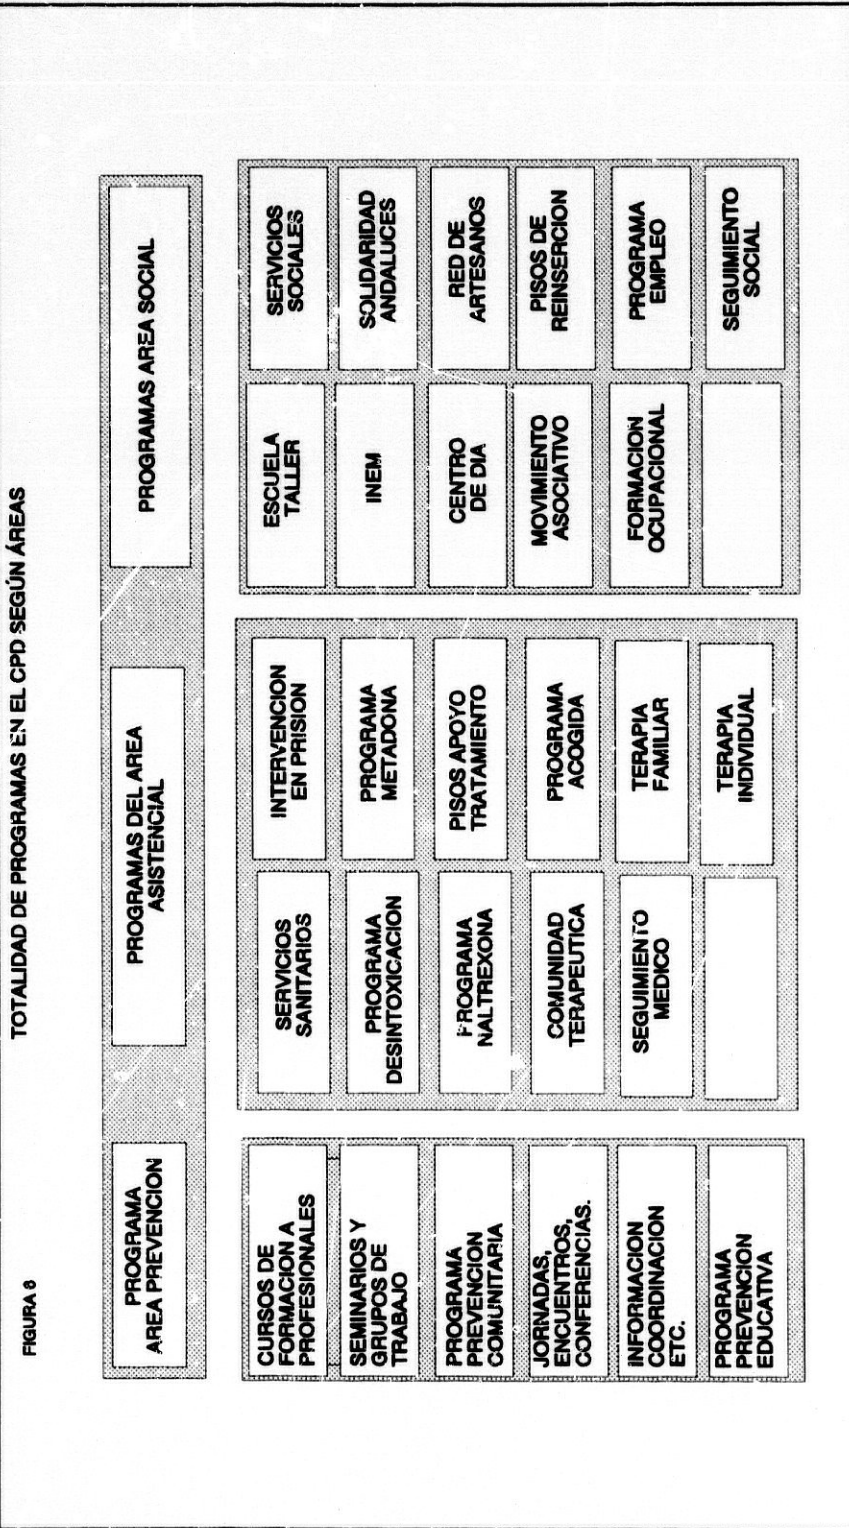 FIGURA 8
TOTALIDAD DE PROGRAMAS EN EL CPD SEGÚN ÁREAS
PROGRAMA
AREA PREVENCION
PROGRAMAS DEL AREA
ASISTENCIAL
PROGRAMAS AREA SOCIAL
CURSOS DE
FORMACION A
PROFESIONALES
SEMINARIOS Y
GRUPOS DE
TRABAJO
PROGRAMA
PREVENCION
COMUNITARIA
JORNADAS,
ENCUENTROS,
CONFERENCIAS.
INFORMACION
COORDINACION
ETC.
PROGRAMA
PREVENCION
EDUCATIVA
SERVICIOS
SANITARIOS
INTERVENCION
EN PRISION
PROGRAMA
DESINTOXICACION
PROGRAMA
METADONA
PROGRAMA
NALTREXONA
PISOS APOYO
TRATAMIENTO
COMUNIDAD
TERAPEUTICA
PROGRAMA
ACOGIDA
SEGUIMIENTO
MEDICO
TERAPIA
FAMILIAR
TERAPIA
INDIVIDUAL
ESCUELA
TALLER
SERVICIOS
SOCIALES
INEM
SOLIDARIDAD
ANDALUCES
CENTRO
DE DIA
RED DE
ARTESANOS
MOVIMIENTO
ASOCIATIVO
PISOS DE
REINSERCION
FORMACION
OCUPACIONAL
PROGRAMA
EMPLEO
SEGUIMIENTO
SOCIAL